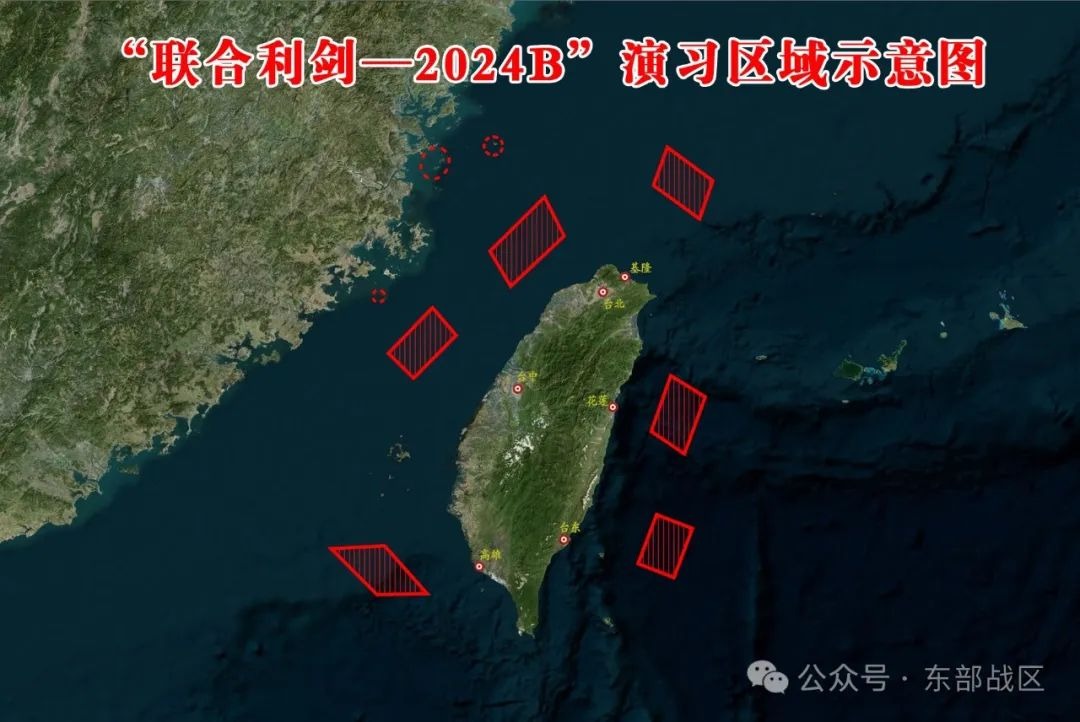 “联合利剑—2024B”演习区域示意图
基隆
台北
台中
花莲
台东
高雄
公众号 · 东部战区